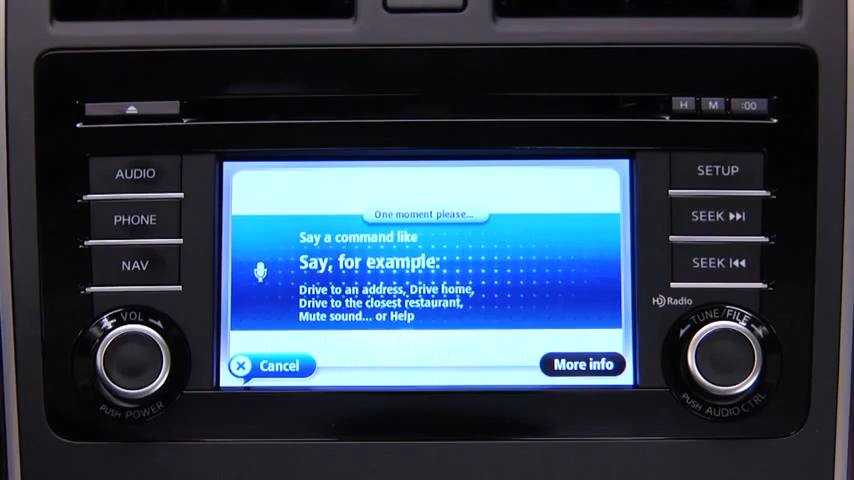 H M :00
AUDIO
PHONE
NAV
VOL
PUSH POWER
One moment please...
Say a command like
Say, for example:
Drive to an address, Drive home,
Drive to the closest restaurant,
Mute sound... or Help
Cancel
More info
SETUP
SEEK
SEEK
HD Radio
TUNE/FILE
PUSH AUDIO CTRL